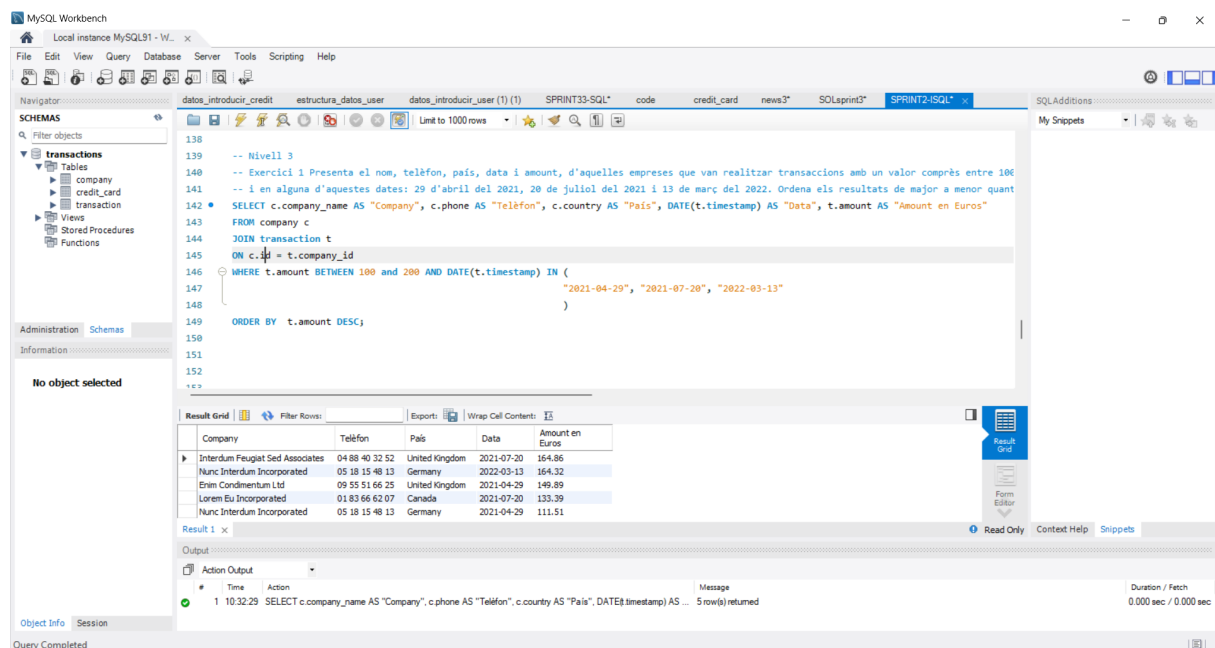 MySQL Workbench
Local instance MySQL91 - W... ×
File Edit View Query Database Server Tools Scripting Help
Navigator
SCHEMAS
Filter objects
transactions
Tables
company
credit_card
transaction
Views
Stored Procedures
Functions
Administration Schemas
Information
No object selected
Object Info Session
Query Completed
datos_introducir_credit estructura_datos_user datos_introducir_user (1) (1) SPRINT33-SQL* code credit_card news3* SOLsprint3* SPRINT2-ISQL* ×
Limit to 1000 rows
138
139 -- Nivell 3
140 -- Exercici 1 Presenta el nom, telèfon, país, data i amount, d'aquelles empreses que van realitzar transaccions amb un valor comprès entre 100
141 -- i en alguna d'aquestes dates: 29 d'abril del 2021, 20 de juliol del 2021 i 13 de març del 2022. Ordena els resultats de major a menor quant
142 SELECT c.company_name AS "Company", c.phone AS "Telèfon", c.country AS "País", DATE(t.timestamp) AS "Data", t.amount AS "Amount en Euros"
143 FROM company c
144 JOIN transaction t
145 ON c.id = t.company_id
146 WHERE t.amount BETWEEN 100 and 200 AND DATE(t.timestamp) IN (
147 "2021-04-29", "2021-07-20", "2022-03-13"
148 )
149 ORDER BY t.amount DESC;
150
151
152
153
Result Grid Filter Rows: Export: Wrap Cell Content: IA
Company Telèfon País Data Amount en Euros
Interdum Feugiat Sed Associates 04 88 40 32 52 United Kingdom 2021-07-20 164.86
Nunc Interdum Incorporated 05 18 15 48 13 Germany 2022-03-13 164.32
Enim Condimentum Ltd 09 55 51 66 25 United Kingdom 2021-04-29 149.89
Lorem Eu Incorporated 01 83 66 62 07 Canada 2021-07-20 133.39
Nunc Interdum Incorporated 05 18 15 48 13 Germany 2021-04-29 111.51
Result Grid
Form Editor
Result 1 × Read Only
Output
Action Output
# Time Action Message Duration / Fetch
1 10:32:29 SELECT c.company_name AS "Company", c.phone AS "Telèfon", c.country AS "País", DATE(t.timestamp) AS ... 5 row(s) returned 0.000 sec / 0.000 sec
SQLAdditions
My Snippets
Context Help Snippets